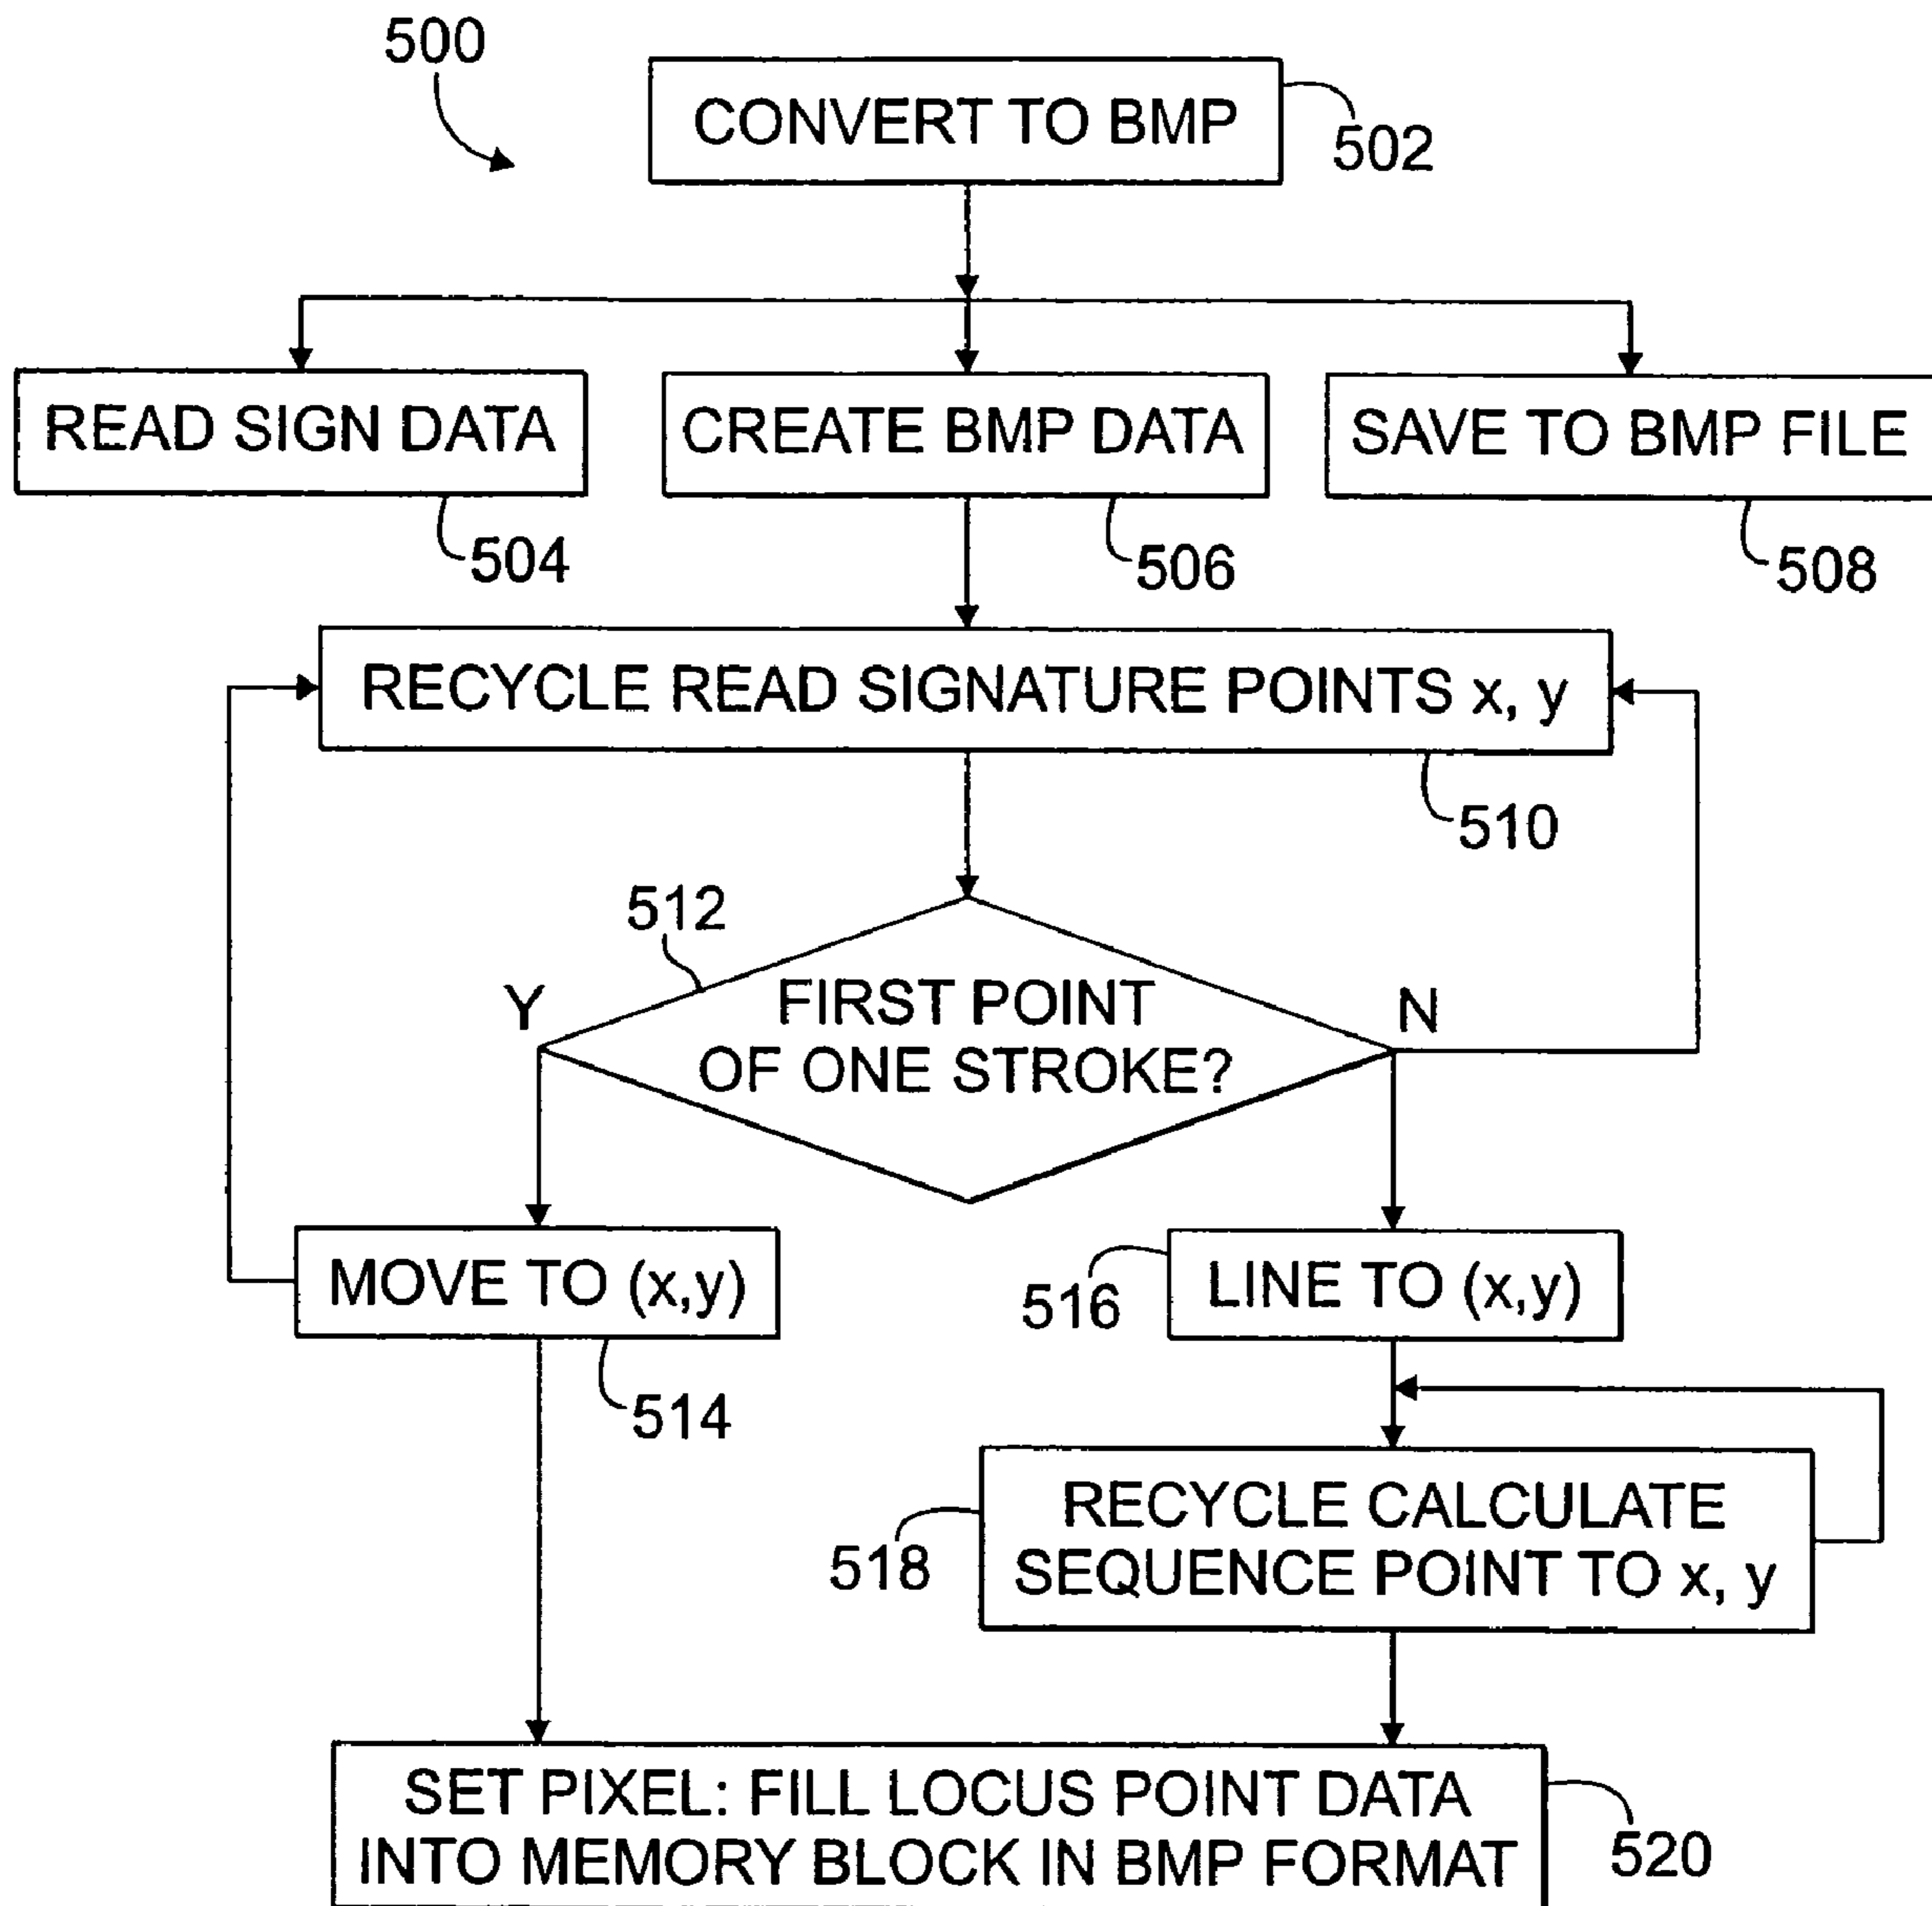 500
CONVERT TO BMP
502
READ SIGN DATA
CREATE BMP DATA
SAVE TO BMP FILE
504
506
508
RECYCLE READ SIGNATURE POINTS x, y
510
512
Y
FIRST POINT
OF ONE STROKE?
N
MOVE TO (x,y)
514
516
LINE TO (x,y)
518
RECYCLE CALCULATE
SEQUENCE POINT TO x, y
SET PIXEL: FILL LOCUS POINT DATA
INTO MEMORY BLOCK IN BMP FORMAT
520